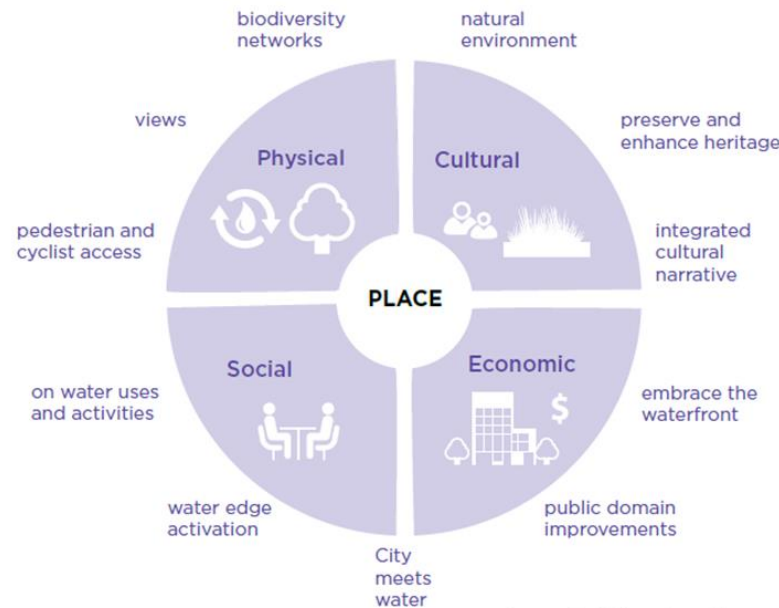 biodiversity
networks
natural
environment
views
preserve and
enhance heritage
Physical
Cultural
pedestrian and
cyclist access
integrated
cultural
narrative
PLACE
Social
Economic
$
on water uses
and activities
embrace the
waterfront
water edge
activation
public domain
improvements
City
meets
water